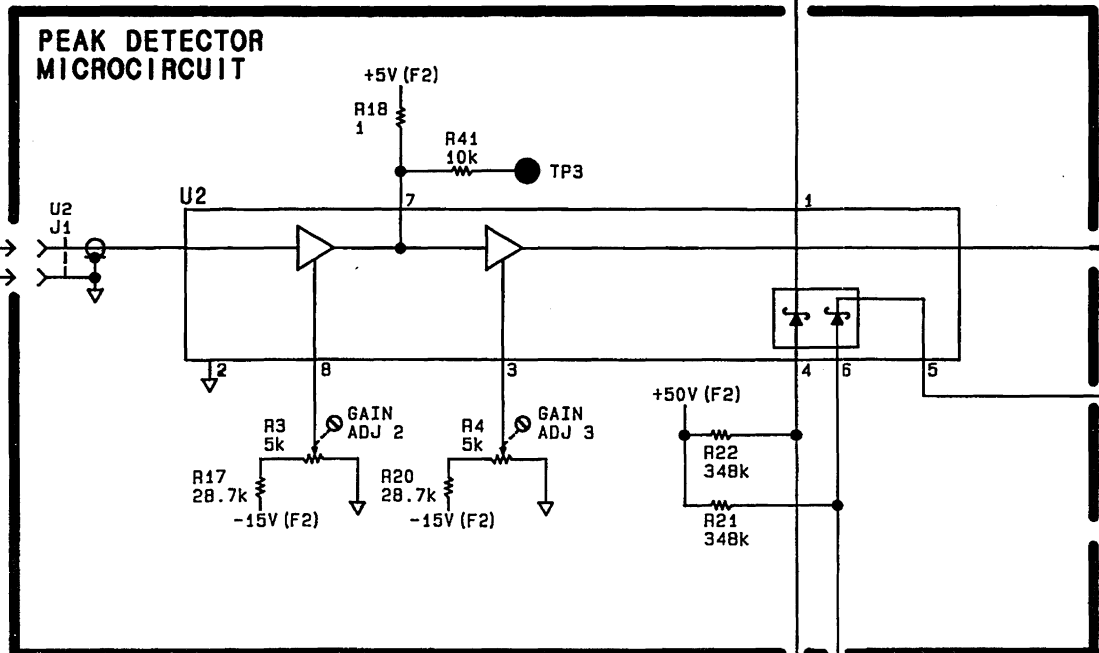 PEAK DETECTOR
MICROCIRCUIT
+5V (F2)
R18
1
R41
10k
TP3
U2
7
1
U2
J1
2
8
3
4
6
5
R3
5k
GAIN
ADJ 2
R4
5k
GAIN
ADJ 3
+50V (F2)
R22
348k
R17
28.7k
-15V (F2)
R20
28.7k
-15V (F2)
R21
348k